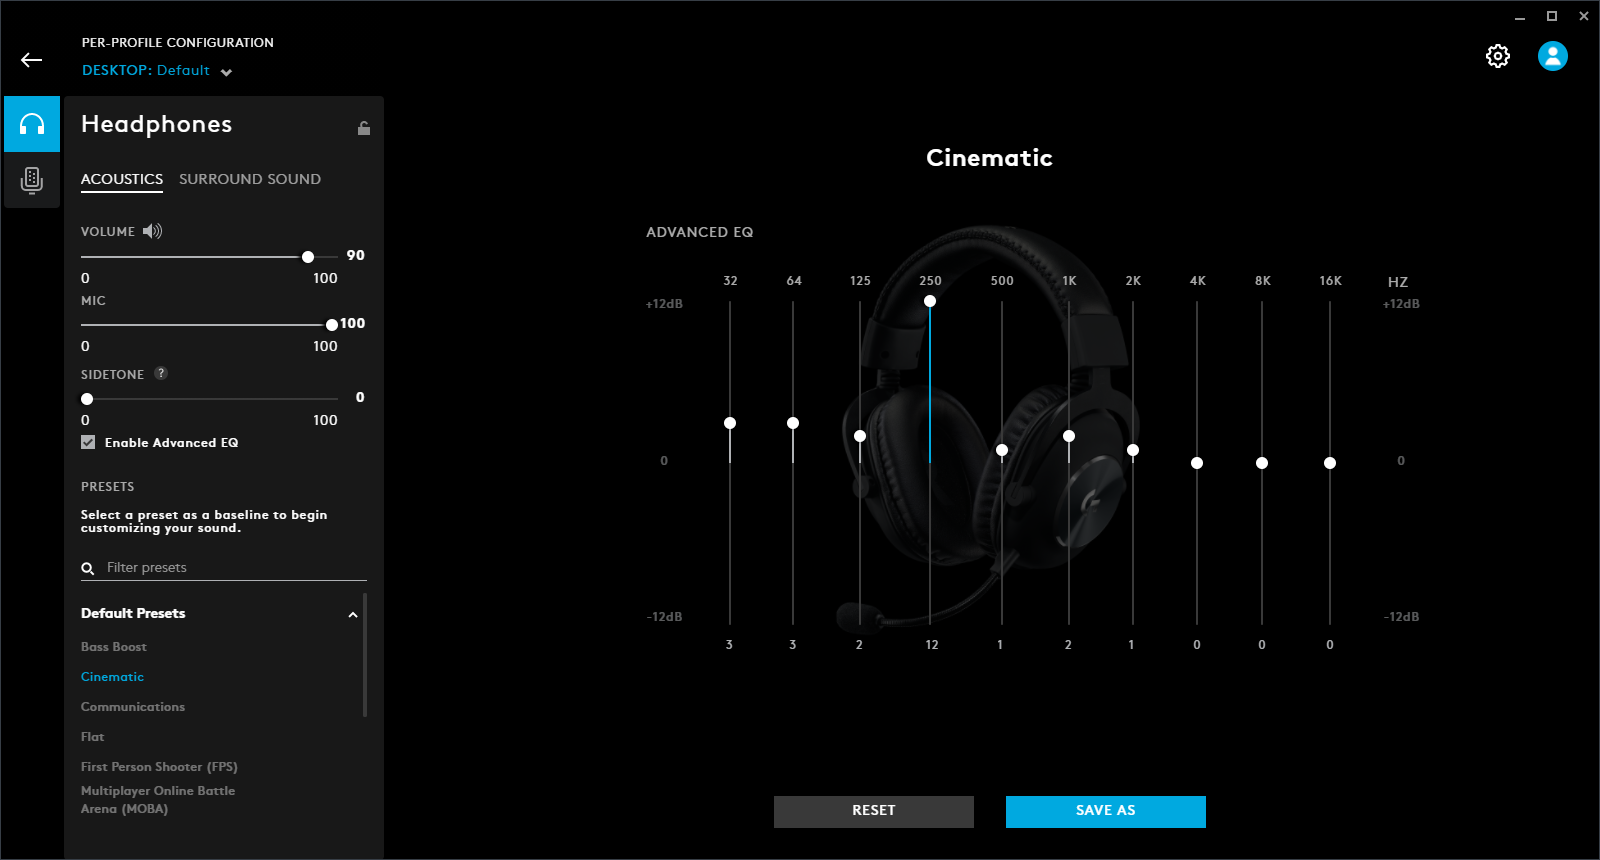 PER-PROFILE CONFIGURATION
DESKTOP: Default
Headphones
ACOUSTICS SURROUND SOUND
VOLUME
90
0 100
MIC
100
0 100
SIDETONE ?
0
0 100
Enable Advanced EQ
PRESETS
Select a preset as a baseline to begin
customizing your sound.
Filter presets
Default Presets
Bass Boost
Cinematic
Communications
Flat
First Person Shooter (FPS)
Multiplayer Online Battle
Arena (MOBA)
Cinematic
ADVANCED EQ
32 64 125 250 500 1K 2K 4K 8K 16K HZ
+12dB +12dB
0 0
-12dB -12dB
3 3 2 12 1 2 1 0 0 0
RESET SAVE AS